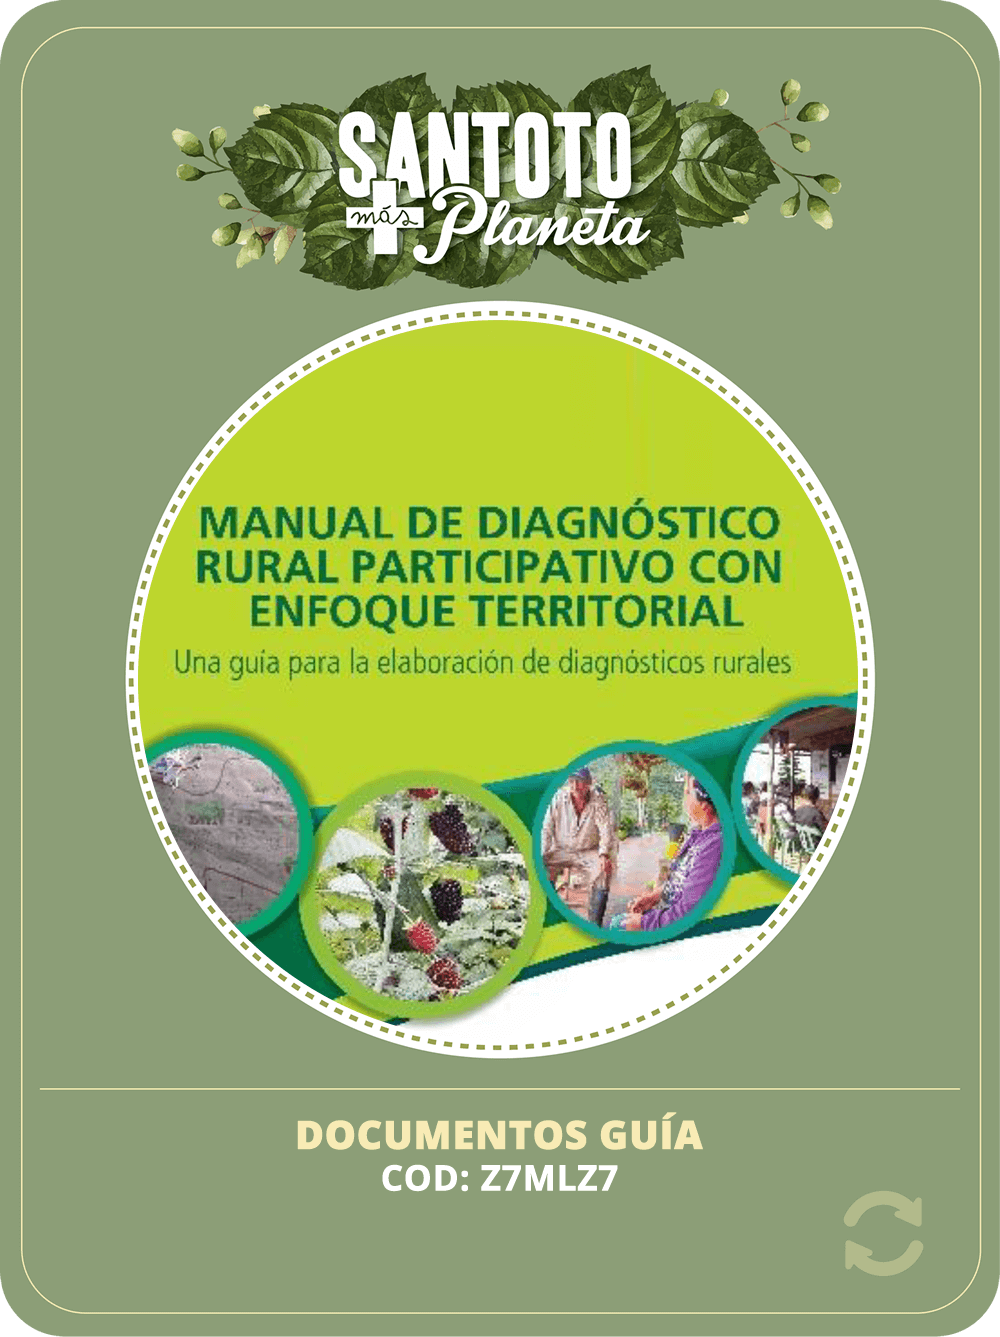 SANTOTO
más Planeta
MANUAL DE DIAGNÓSTICO
RURAL PARTICIPATIVO CON
ENFOQUE TERRITORIAL
Una guía para la elaboración de diagnósticos rurales
DOCUMENTOS GUÍA
COD: Z7MLZ7